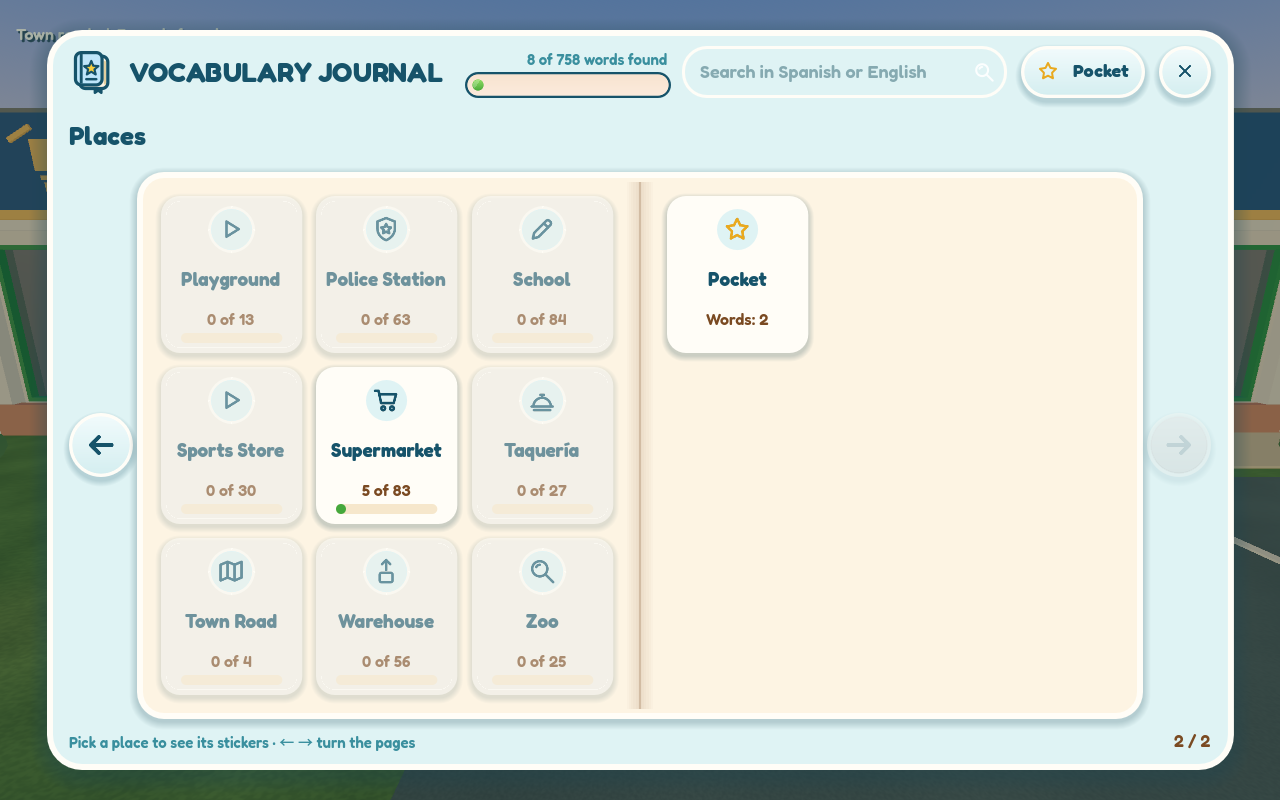 Town
VOCABULARY JOURNAL
8 of 758 words found
Search in Spanish or English
Pocket
Places
Playground
0 of 13
Police Station
0 of 63
School
0 of 84
Pocket
Words: 2
Sports Store
0 of 30
Supermarket
5 of 83
Taquería
0 of 27
Town Road
0 of 4
Warehouse
0 of 56
Zoo
0 of 25
Pick a place to see its stickers · ← → turn the pages
2 / 2